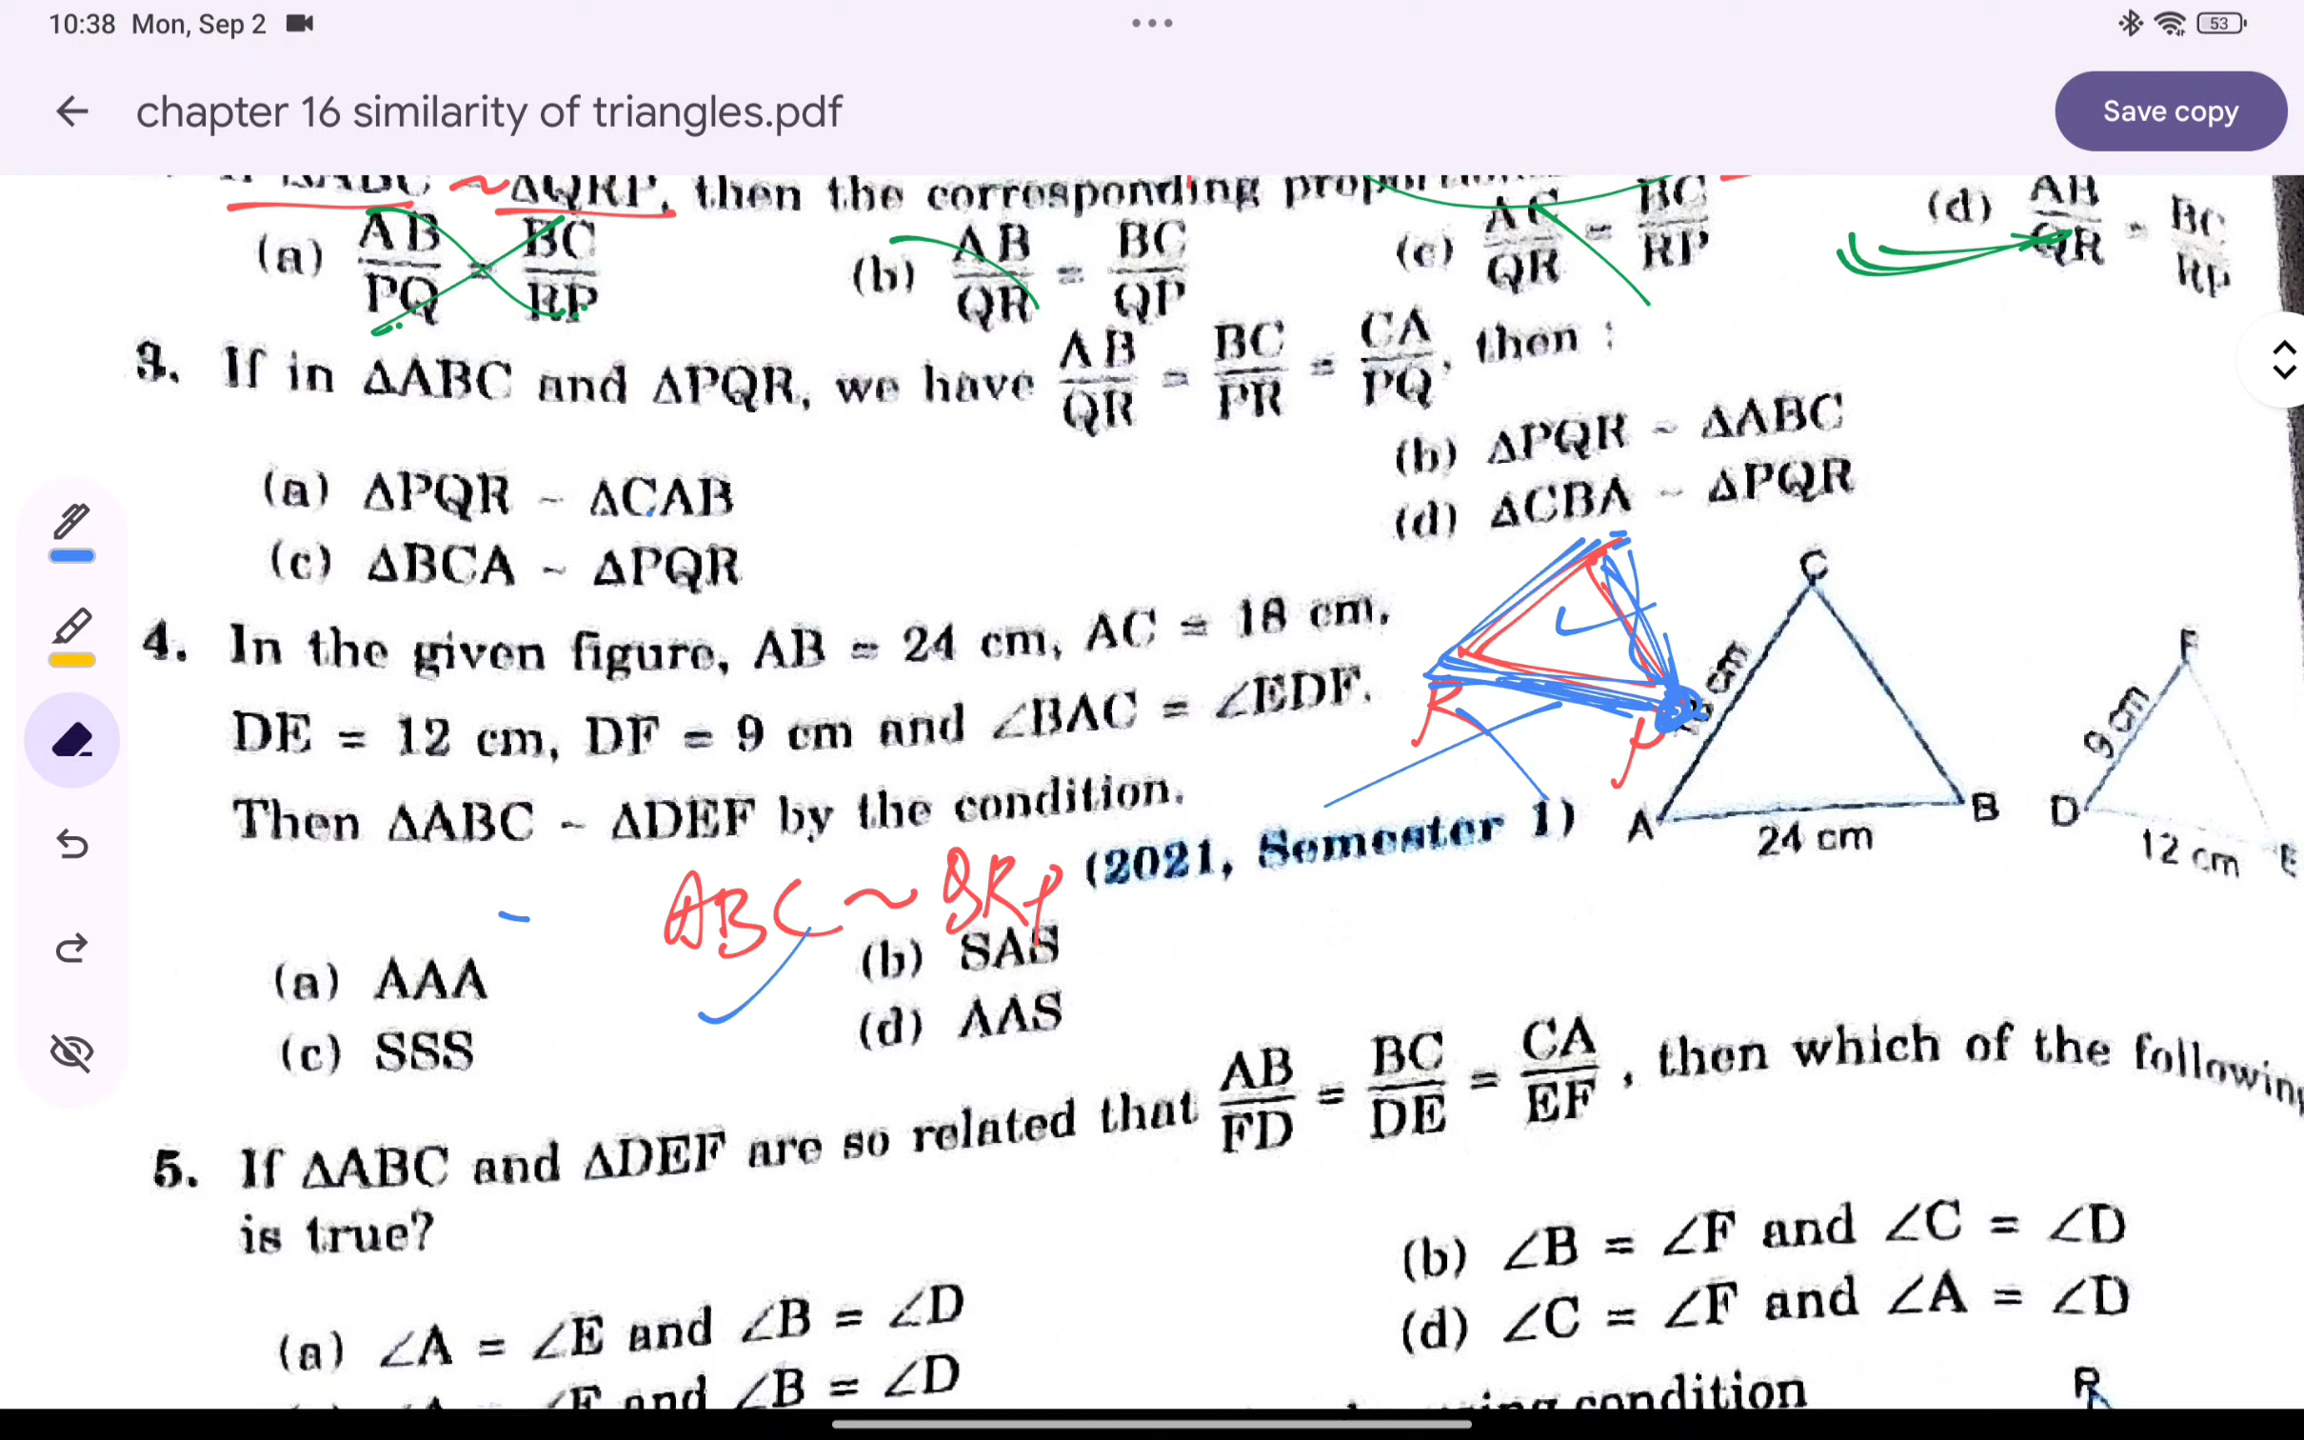 10:38 Mon, Sep 2
53
chapter 16 similarity of triangles.pdf
Save copy
ΔABC ~ ΔQRP, then the corresponding
(a) AB/PQ = BC/RP (b) AB/QR = BC/QP (c) AC/QR = BC/RP (d) AB/QR = BC/RP
3. If in ΔABC and ΔPQR, we have AB/QR = BC/PR = CA/PQ, then :
(a) ΔPQR ~ ΔCAB (b) ΔPQR ~ ΔABC
(c) ΔBCA ~ ΔPQR (d) ΔCBA ~ ΔPQR
4. In the given figure, AB = 24 cm, AC = 18 cm,
DE = 12 cm, DF = 9 cm and ∠BAC = ∠EDF.
Then ΔABC ~ ΔDEF by the condition.
(2021, Semester 1)
ABC ~ QRP
(a) AAA (b) SAS
(c) SSS (d) AAS
R
P
C
cm
A
B
24 cm
F
9 cm
D
12 cm
E
5. If ΔABC and ΔDEF are so related that AB/FD = BC/DE = CA/EF, then which of the following
is true?
(a) ∠A = ∠E and ∠B = ∠D (b) ∠B = ∠F and ∠C = ∠D
and ∠B = ∠D (d) ∠C = ∠F and ∠A = ∠D
condition
R